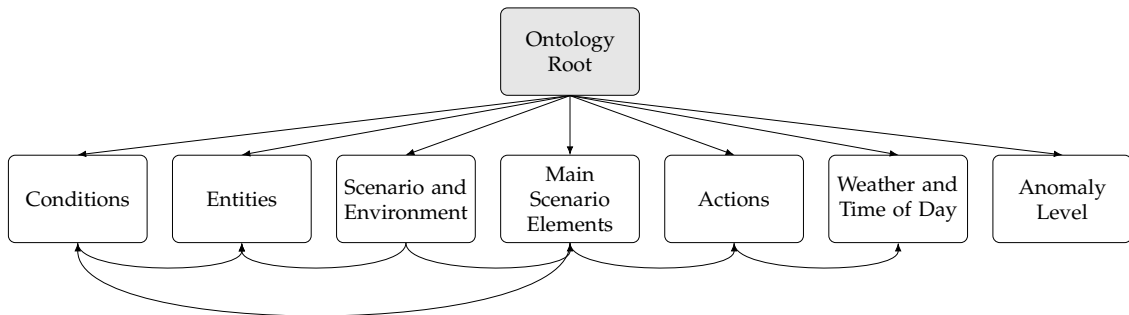 Ontology
Root
Conditions
Entities
Scenario and
Environment
Main
Scenario
Elements
Actions
Weather and
Time of Day
Anomaly
Level